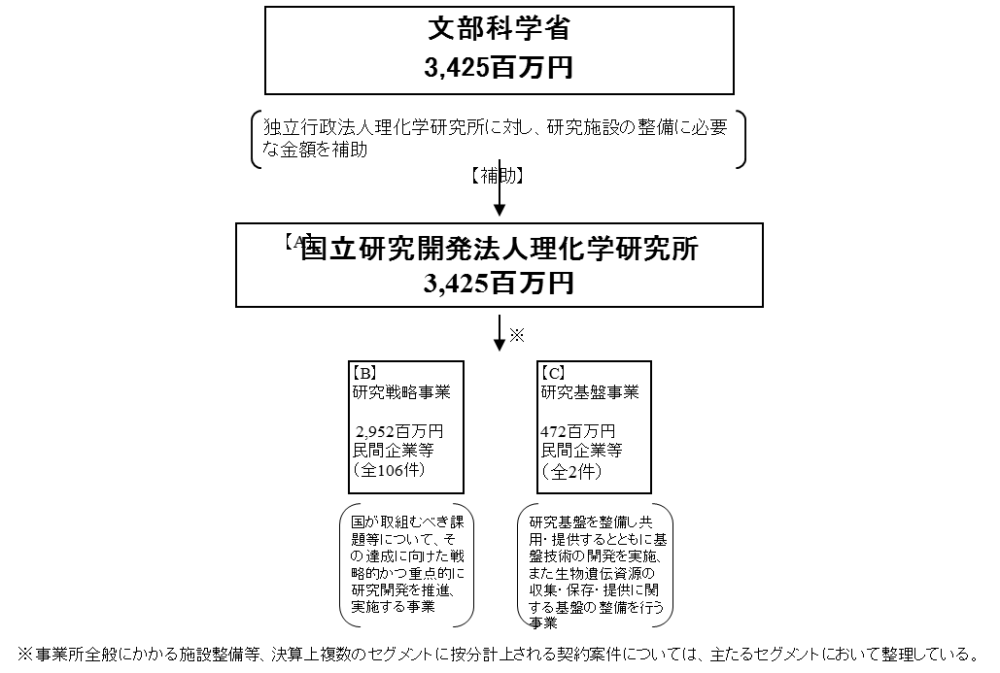 文部科学省
3,425百万円
独立行政法人理化学研究所に対し、研究施設の整備に必要
な金額を補助
【補助】
【A】国立研究開発法人理化学研究所
3,425百万円
※
【B】
研究戦略事業
2,952百万円
民間企業等
（全106件）
国が取組むべき課
題等について、そ
の達成に向けた戦
略的かつ重点的に
研究開発を推進、
実施する事業
【C】
研究基盤事業
472百万円
民間企業等
（全2件）
研究基盤を整備し共
用・提供するとともに基
盤技術の開発を実施、
また生物遺伝資源の
収集・保存・提供に関
する基盤の整備を行う
事業
※事業所全般にかかる施設整備等、決算上複数のセグメントに按分計上される契約案件については、主たるセグメントにおいて整理している。